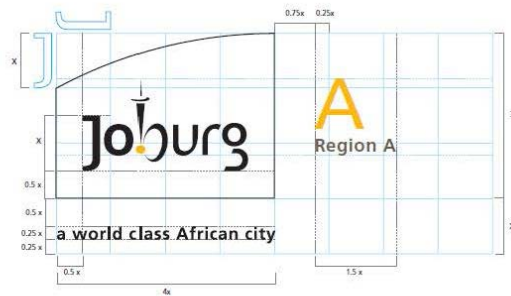 0.75x 0.25x
x
Joburg
A
x
Region A
0.5 x
0.5 x
0.25 x
a world class African city
0.25 x
0.5 x
1.5 x
4x